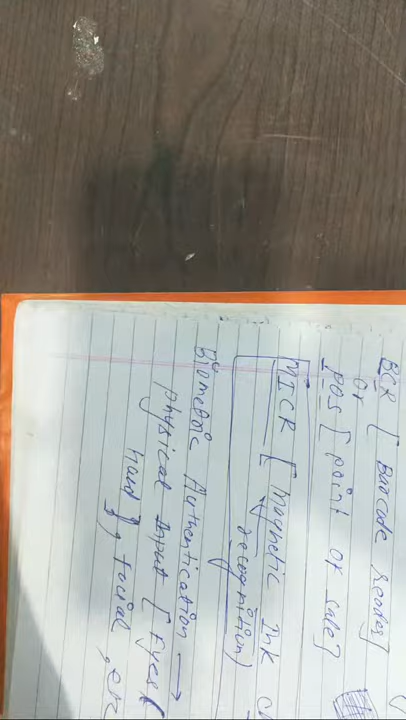 BCR [ Barcode reader]
or
POS [ point of sale]
MICR [ Magnetic Ink
recognition)
Biometric Authentication →
physical Input [ Eyes,
hand, facial, etc